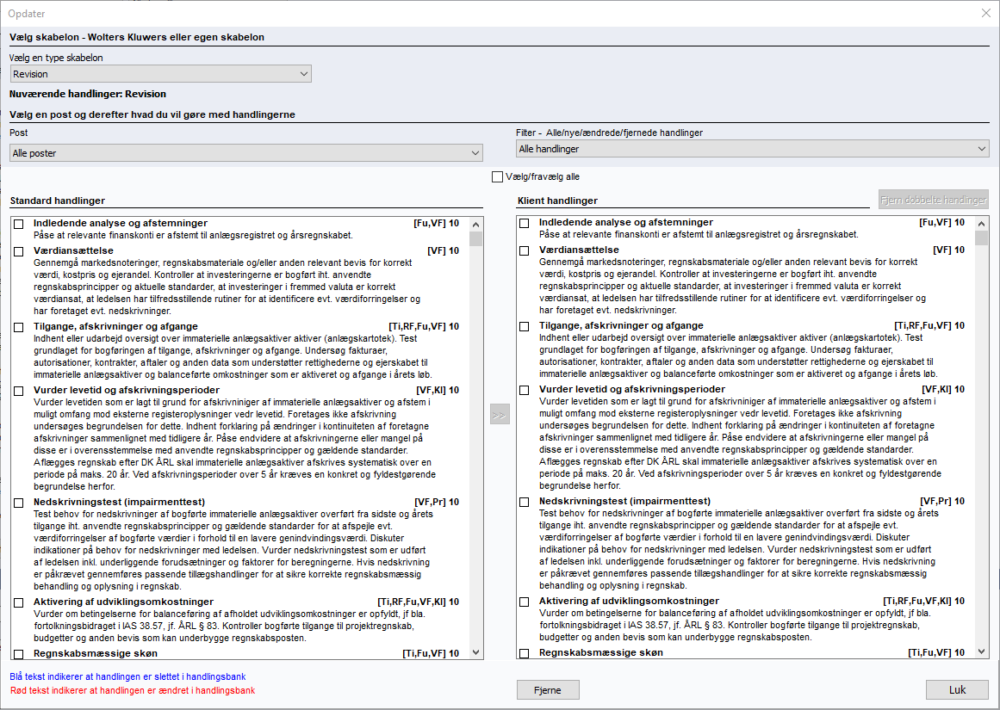 Opdater
Vælg skabelon - Wolters Kluwers eller egen skabelon
Vælg en type skabelon
Revision
Nuværende handlinger: Revision
Vælg en post og derefter hvad du vil gøre med handlingerne
Post
Filter - Alle/nye/ændrede/fjernede handlinger
Alle poster
Alle handlinger
Vælg/fravælg alle
Standard handlinger
Indledende analyse og afstemninger [Fu,VF] 10
Påse at relevante finanskonti er afstemt til anlægsregistret og årsregnskabet.
Værdiansættelse [VF] 10
Gennemgå markedsnoteringer, regnskabsmateriale og/eller anden relevant bevis for korrekt
værdi, kostpris og ejerandel. Kontroller at investeringerne er bogført iht. anvendte
regnskabsprincipper og aktuelle standarder, at investeringer i fremmed valuta er korrekt
værdiansat, at ledelsen har tilfredsstillende rutiner for at identificere evt. værdiforringelser og
har foretaget evt. nedskrivninger.
Tilgange, afskrivninger og afgange [Ti,RF,Fu,VF] 10
Indhent eller udarbejd oversigt over immaterielle anlægsaktiver aktiver (anlægskartotek). Test
grundlaget for bogføringen af tilgange, afskrivninger og afgange. Undersøg fakturaer,
autorisationer, kontrakter, aftaler og anden data som understøtter rettighederne og ejerskabet til
immaterielle anlægsaktiver og balanceførte omkostninger som er aktiveret og afgange i årets løb.
Vurder levetid og afskrivningsperioder [VF,Kl] 10
Vurder levetiden som er lagt til grund for afskrivniniger af immaterielle anlægsaktiver og afstem i
muligt omfang mod eksterne registeroplysninger vedr levetid. Foretages ikke afskrivning
undersøges begrundelsen for dette. Indhent forklaring på ændringer i kontinuiteten af foretagne
afskrivninger sammenlignet med tidligere år. Påse endvidere at afskrivningerne eller mangel på
disse er i overensstemmelse med anvendte regnskabsprincipper og gældende standarder.
Aflægges regnskab efter DK ÅRL skal immaterielle anlægsaktiver afskrives systematisk over en
periode på maks. 20 år. Ved afskrivningsperioder over 5 år kræves en konkret og fyldestgørende
begrundelse herfor.
Nedskrivningstest (impairmenttest) [VF,Pr] 10
Test behov for nedskrivninger af bogførte immaterielle anlægsaktiver overført fra sidste og årets
tilgange iht. anvendte regnskabsprincipper og gældende standarder for at afspejle evt.
værdiforringelser af bogførte værdier i forhold til en lavere genindvindingsværdi. Diskuter
indikationer på behov for nedskrivninger med ledelsen. Vurder nedskrivningstest som er udført
af ledelsen inkl. underliggende forudsætninger og faktorer for beregningerne. Hvis nedskrivning
er påkrævet gennemføres passende tillægshandlinger for at sikre korrekte regnskabsmæssig
behandling og oplysning i regnskab.
Aktivering af udviklingsomkostninger [Ti,RF,Fu,VF,Kl] 10
Vurder om betingelserne for balanceføring af afholdet udviklingsomkostninger er opfyldt, jf bla.
fortolkningsbidraget i IAS 38.57, jf. ÅRL § 83. Kontroller bogførte tilgange til projektregnskab,
budgetter og anden bevis som kan underbygge regnskabsposten.
Regnskabsmæssige skøn [Ti,Fu,VF] 10
>>
Klient handlinger
Fjern dobbelte handlinger
Indledende analyse og afstemninger [Fu,VF] 10
Påse at relevante finanskonti er afstemt til anlægsregistret og årsregnskabet.
Værdiansættelse [VF] 10
Gennemgå markedsnoteringer, regnskabsmateriale og/eller anden relevant bevis for korrekt
værdi, kostpris og ejerandel. Kontroller at investeringerne er bogført iht. anvendte
regnskabsprincipper og aktuelle standarder, at investeringer i fremmed valuta er korrekt
værdiansat, at ledelsen har tilfredsstillende rutiner for at identificere evt. værdiforringelser og
har foretaget evt. nedskrivninger.
Tilgange, afskrivninger og afgange [Ti,RF,Fu,VF] 10
Indhent eller udarbejd oversigt over immaterielle anlægsaktiver aktiver (anlægskartotek). Test
grundlaget for bogføringen af tilgange, afskrivninger og afgange. Undersøg fakturaer,
autorisationer, kontrakter, aftaler og anden data som understøtter rettighederne og ejerskabet til
immaterielle anlægsaktiver og balanceførte omkostninger som er aktiveret og afgange i årets løb.
Vurder levetid og afskrivningsperioder [VF,Kl] 10
Vurder levetiden som er lagt til grund for afskrivniniger af immaterielle anlægsaktiver og afstem i
muligt omfang mod eksterne registeroplysninger vedr levetid. Foretages ikke afskrivning
undersøges begrundelsen for dette. Indhent forklaring på ændringer i kontinuiteten af foretagne
afskrivninger sammenlignet med tidligere år. Påse endvidere at afskrivningerne eller mangel på
disse er i overensstemmelse med anvendte regnskabsprincipper og gældende standarder.
Aflægges regnskab efter DK ÅRL skal immaterielle anlægsaktiver afskrives systematisk over en
periode på maks. 20 år. Ved afskrivningsperioder over 5 år kræves en konkret og fyldestgørende
begrundelse herfor.
Nedskrivningstest (impairmenttest) [VF,Pr] 10
Test behov for nedskrivninger af bogførte immaterielle anlægsaktiver overført fra sidste og årets
tilgange iht. anvendte regnskabsprincipper og gældende standarder for at afspejle evt.
værdiforringelser af bogførte værdier i forhold til en lavere genindvindingsværdi. Diskuter
indikationer på behov for nedskrivninger med ledelsen. Vurder nedskrivningstest som er udført
af ledelsen inkl. underliggende forudsætninger og faktorer for beregningerne. Hvis nedskrivning
er påkrævet gennemføres passende tillægshandlinger for at sikre korrekte regnskabsmæssig
behandling og oplysning i regnskab.
Aktivering af udviklingsomkostninger [Ti,RF,Fu,VF,Kl] 10
Vurder om betingelserne for balanceføring af afholdet udviklingsomkostninger er opfyldt, jf bla.
fortolkningsbidraget i IAS 38.57, jf. ÅRL § 83. Kontroller bogførte tilgange til projektregnskab,
budgetter og anden bevis som kan underbygge regnskabsposten.
Regnskabsmæssige skøn [Ti,Fu,VF] 10
Blå tekst indikerer at handlingen er slettet i handlingsbank
Rød tekst indikerer at handlingen er ændret i handlingsbank
Fjerne
Luk